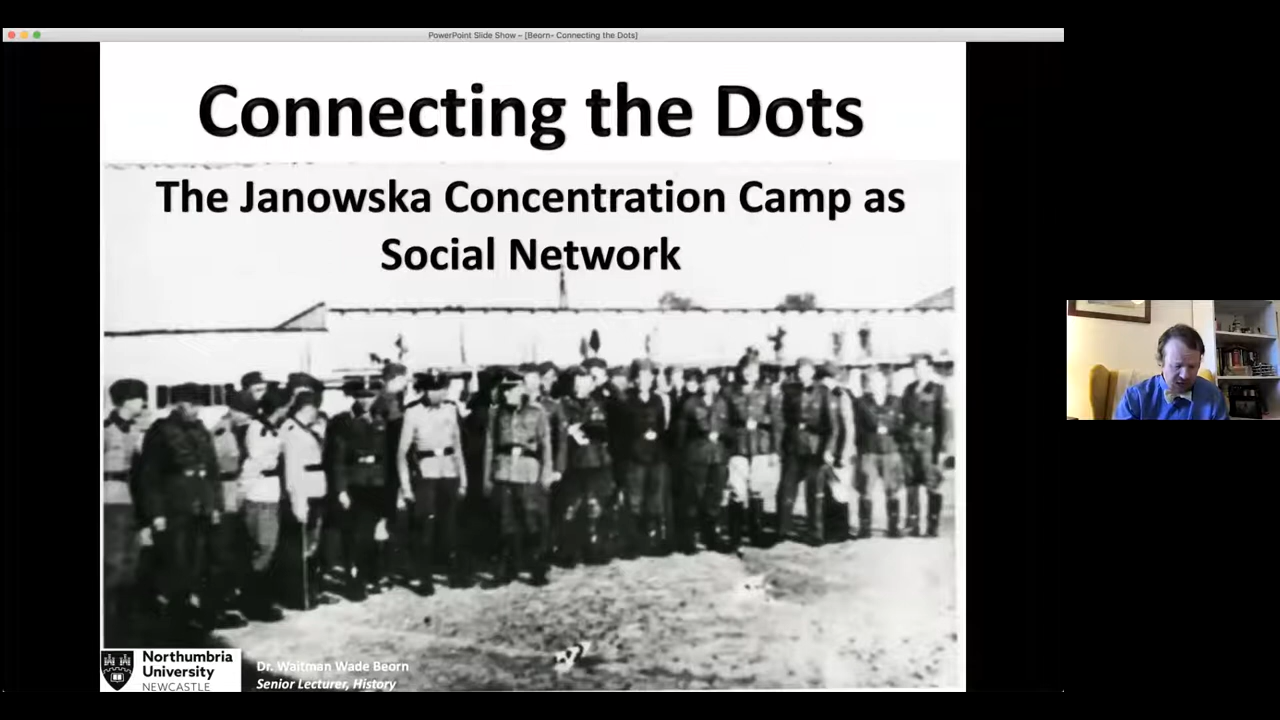 PowerPoint Slide Show - [Beorn- Connecting the Dots]
Connecting the Dots
The Janowska Concentration Camp as
Social Network
Northumbria
University
NEWCASTLE
Dr. Waitman Wade Beorn
Senior Lecturer, History